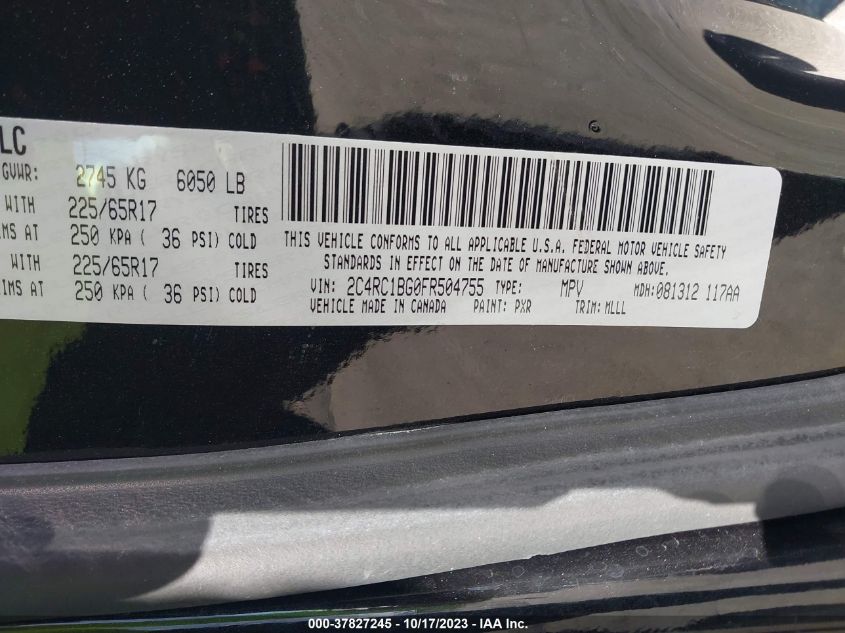 LC
GVWR: 2745 KG 6050 LB
WITH 225/65R17 TIRES
IMS AT 250 KPA ( 36 PSI) COLD
WITH 225/65R17 TIRES
IMS AT 250 KPA ( 36 PSI) COLD
THIS VEHICLE CONFORMS TO ALL APPLICABLE U.S.A. FEDERAL MOTOR VEHICLE SAFETY
STANDARDS IN EFFECT ON THE DATE OF MANUFACTURE SHOWN ABOVE.
VIN: 2C4RC1BG0FR504755 TYPE: MPV MDH: 081312 117AA
VEHICLE MADE IN CANADA PAINT: PXR TRIM: MLLL
000-37827245 - 10/17/2023 - IAA Inc.